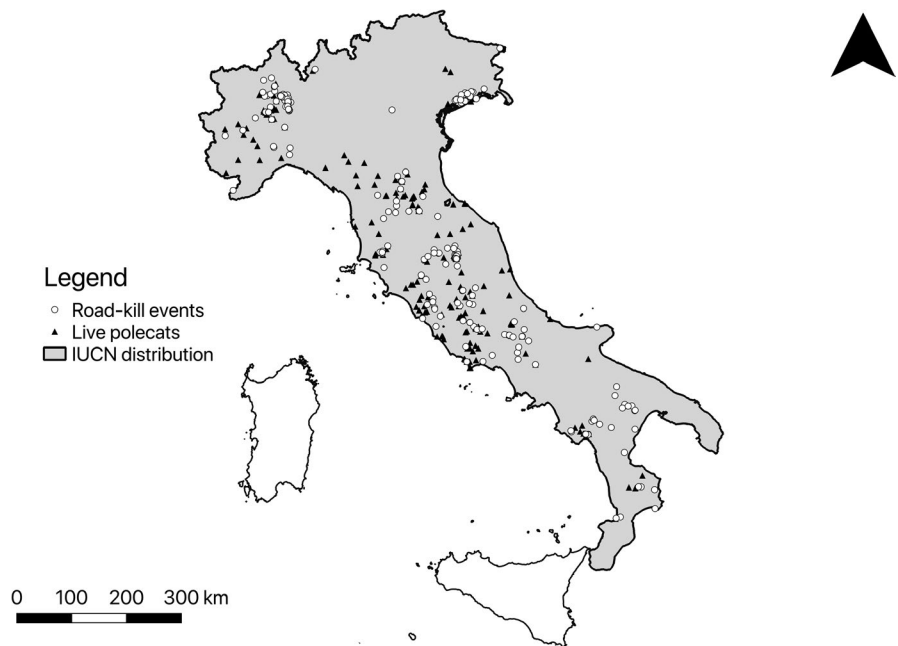 Legend
Road-kill events
Live polecats
IUCN distribution
0 100 200 300 km